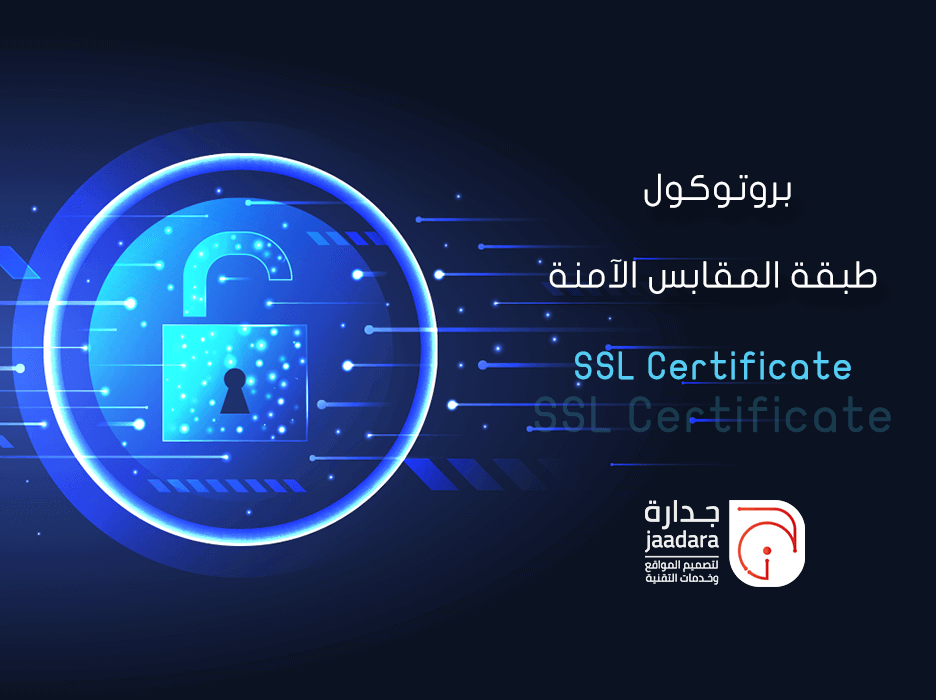 بروتوكول
طبقة المقابس الآمنة
SSL Certificate
SSL Certificate
جدارة
jaadara
لتصميم المواقع
وخدمات التقنية